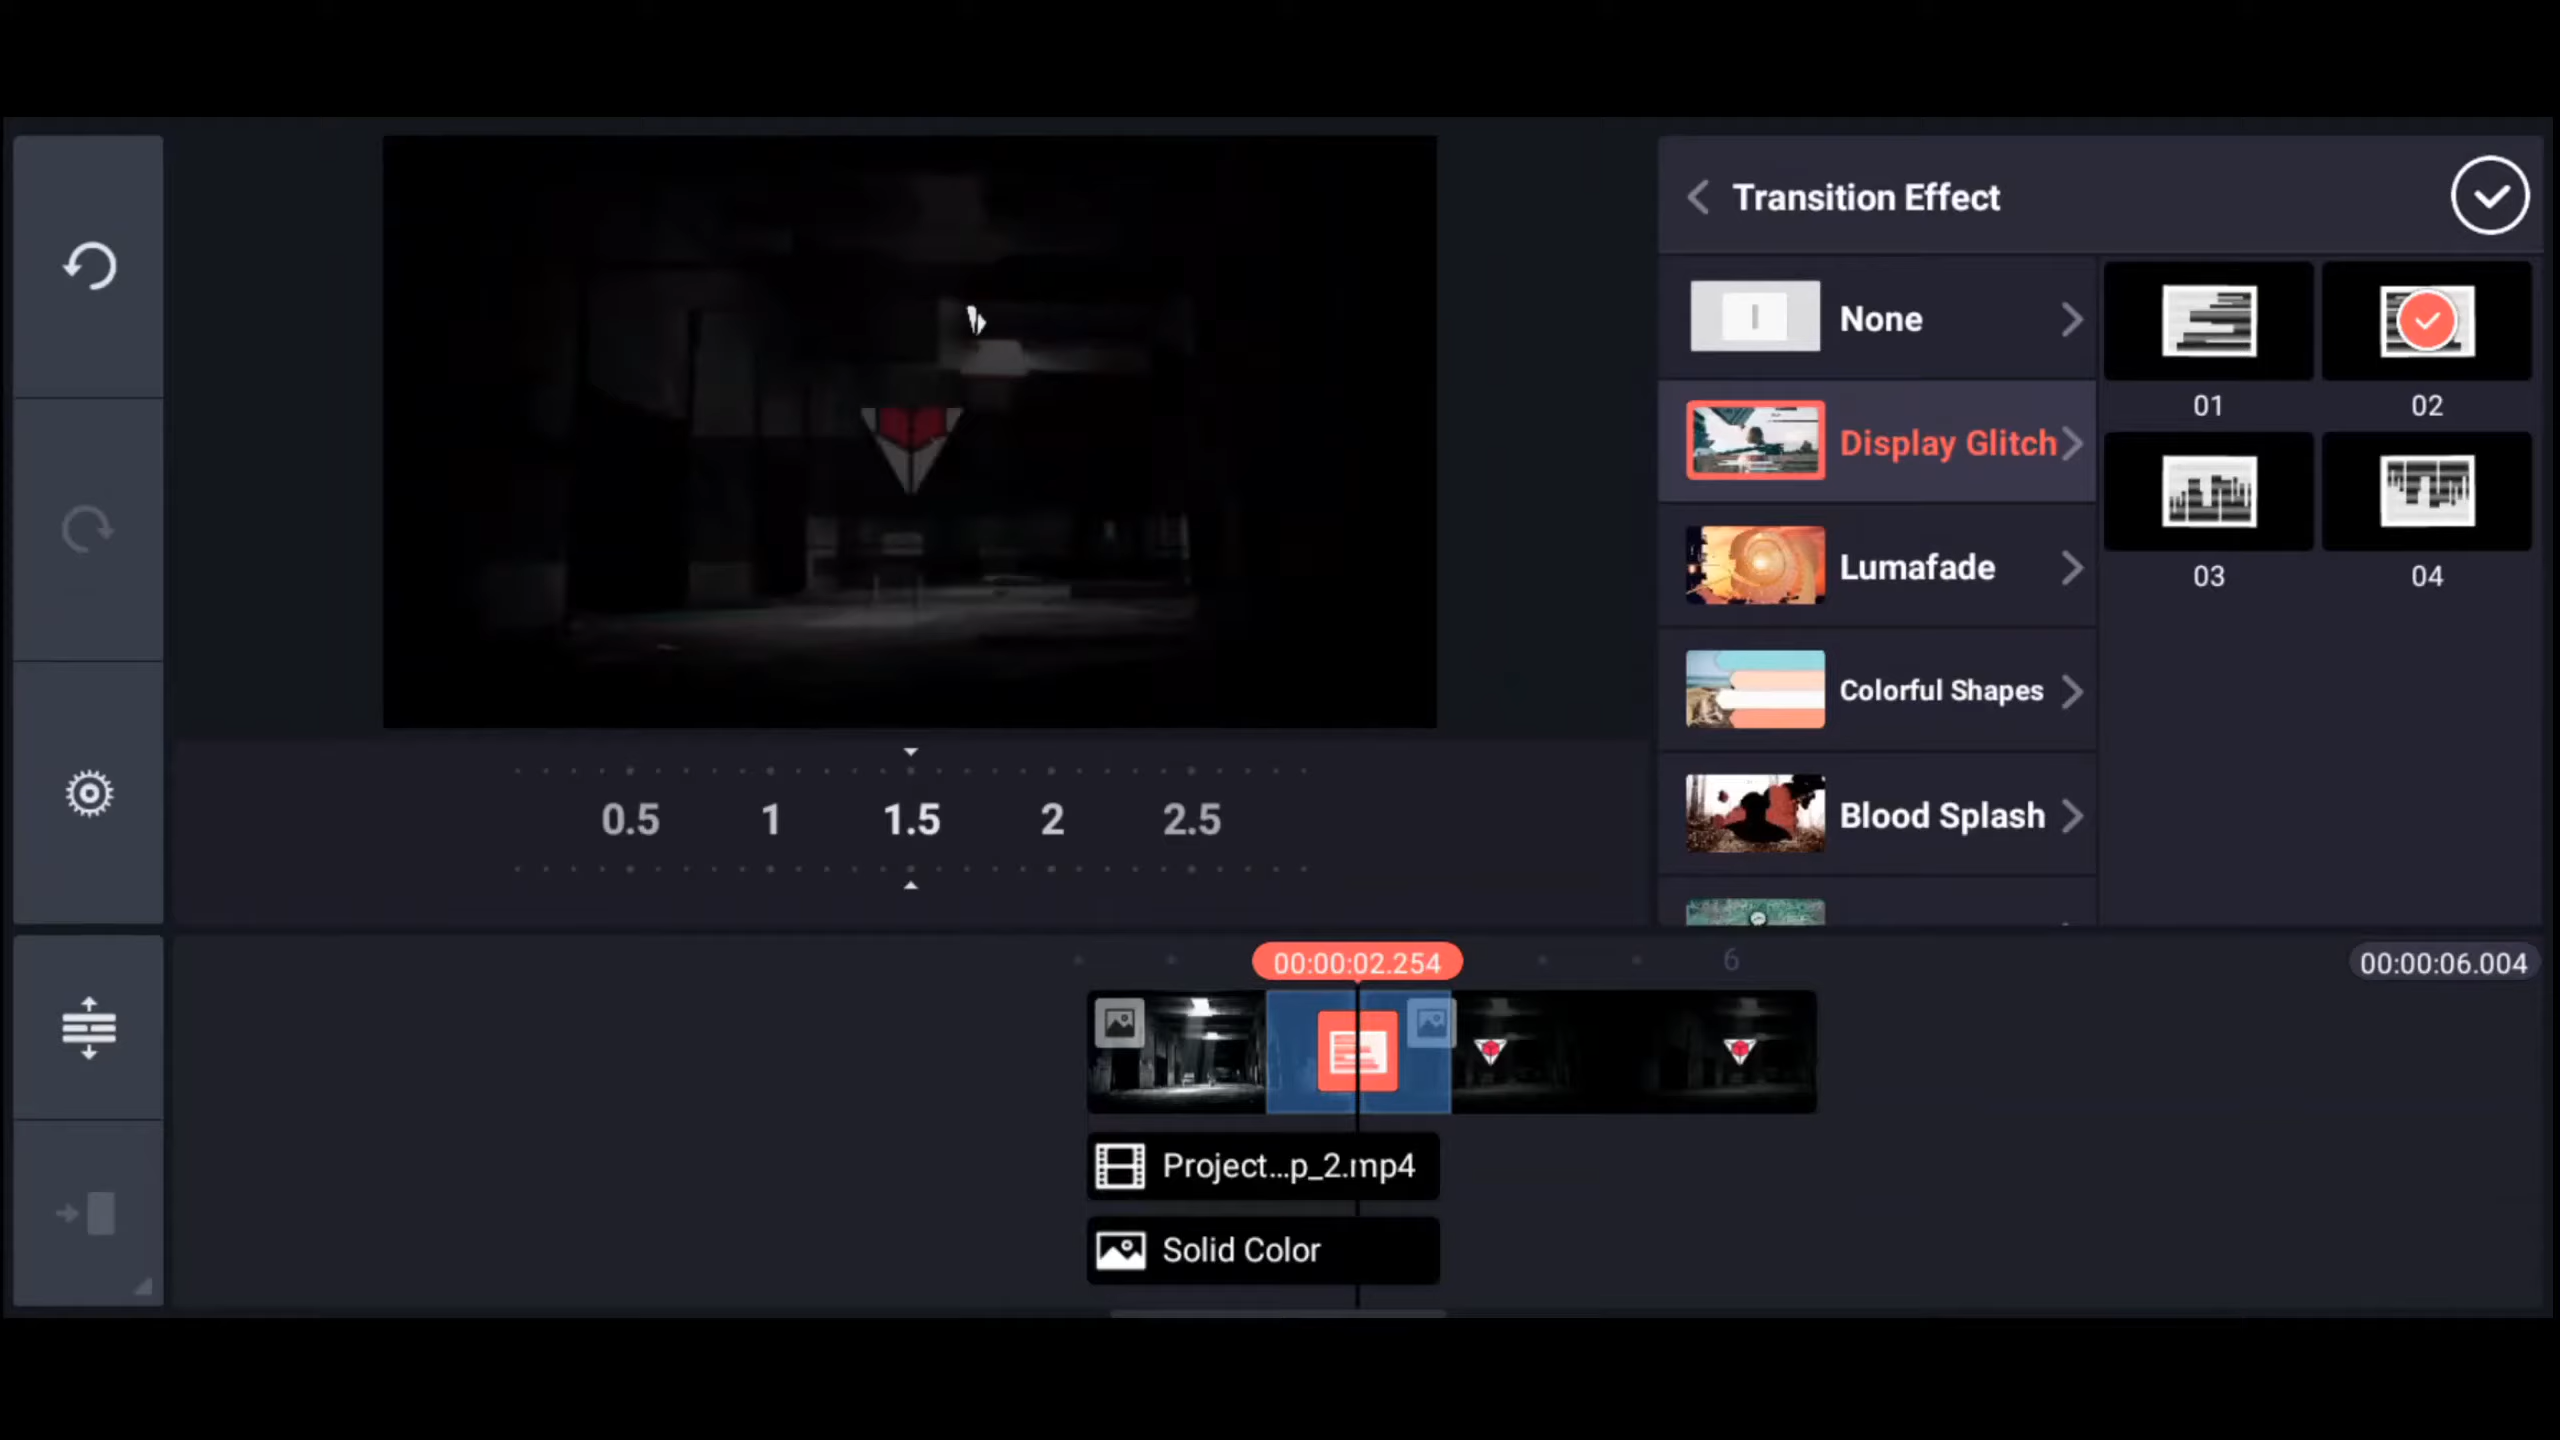 Transition Effect
None
Display Glitch
Lumafade
Colorful Shapes
Blood Splash
01
02
03
04
0.5
1
1.5
2
2.5
00:00:02.254
6
00:00:06.004
Project...p_2.mp4
Solid Color